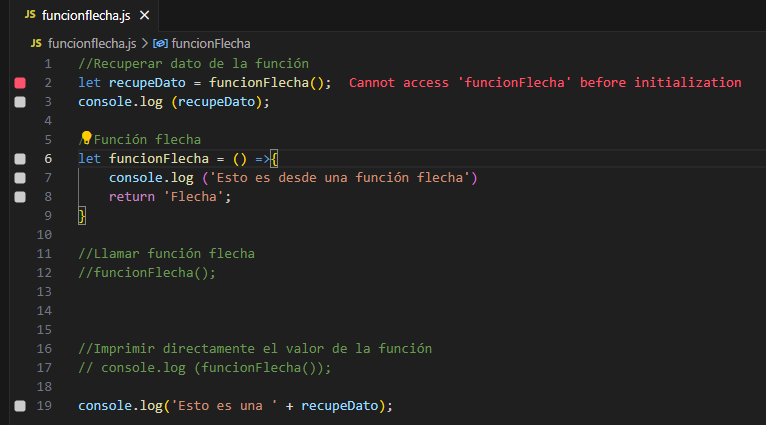 JS funcionflecha.js ×
JS funcionflecha.js > funcionFlecha
1 //Recuperar dato de la función
2 let recupeDato = funcionFlecha(); Cannot access 'funcionFlecha' before initialization
3 console.log (recupeDato);
4
5 //Función flecha
6 let funcionFlecha = () =>{
7 console.log ('Esto es desde una función flecha')
8 return 'Flecha';
9 }
10
11 //Llamar función flecha
12 //funcionFlecha();
13
14
15
16 //Imprimir directamente el valor de la función
17 // console.log (funcionFlecha());
18
19 console.log('Esto es una ' + recupeDato);